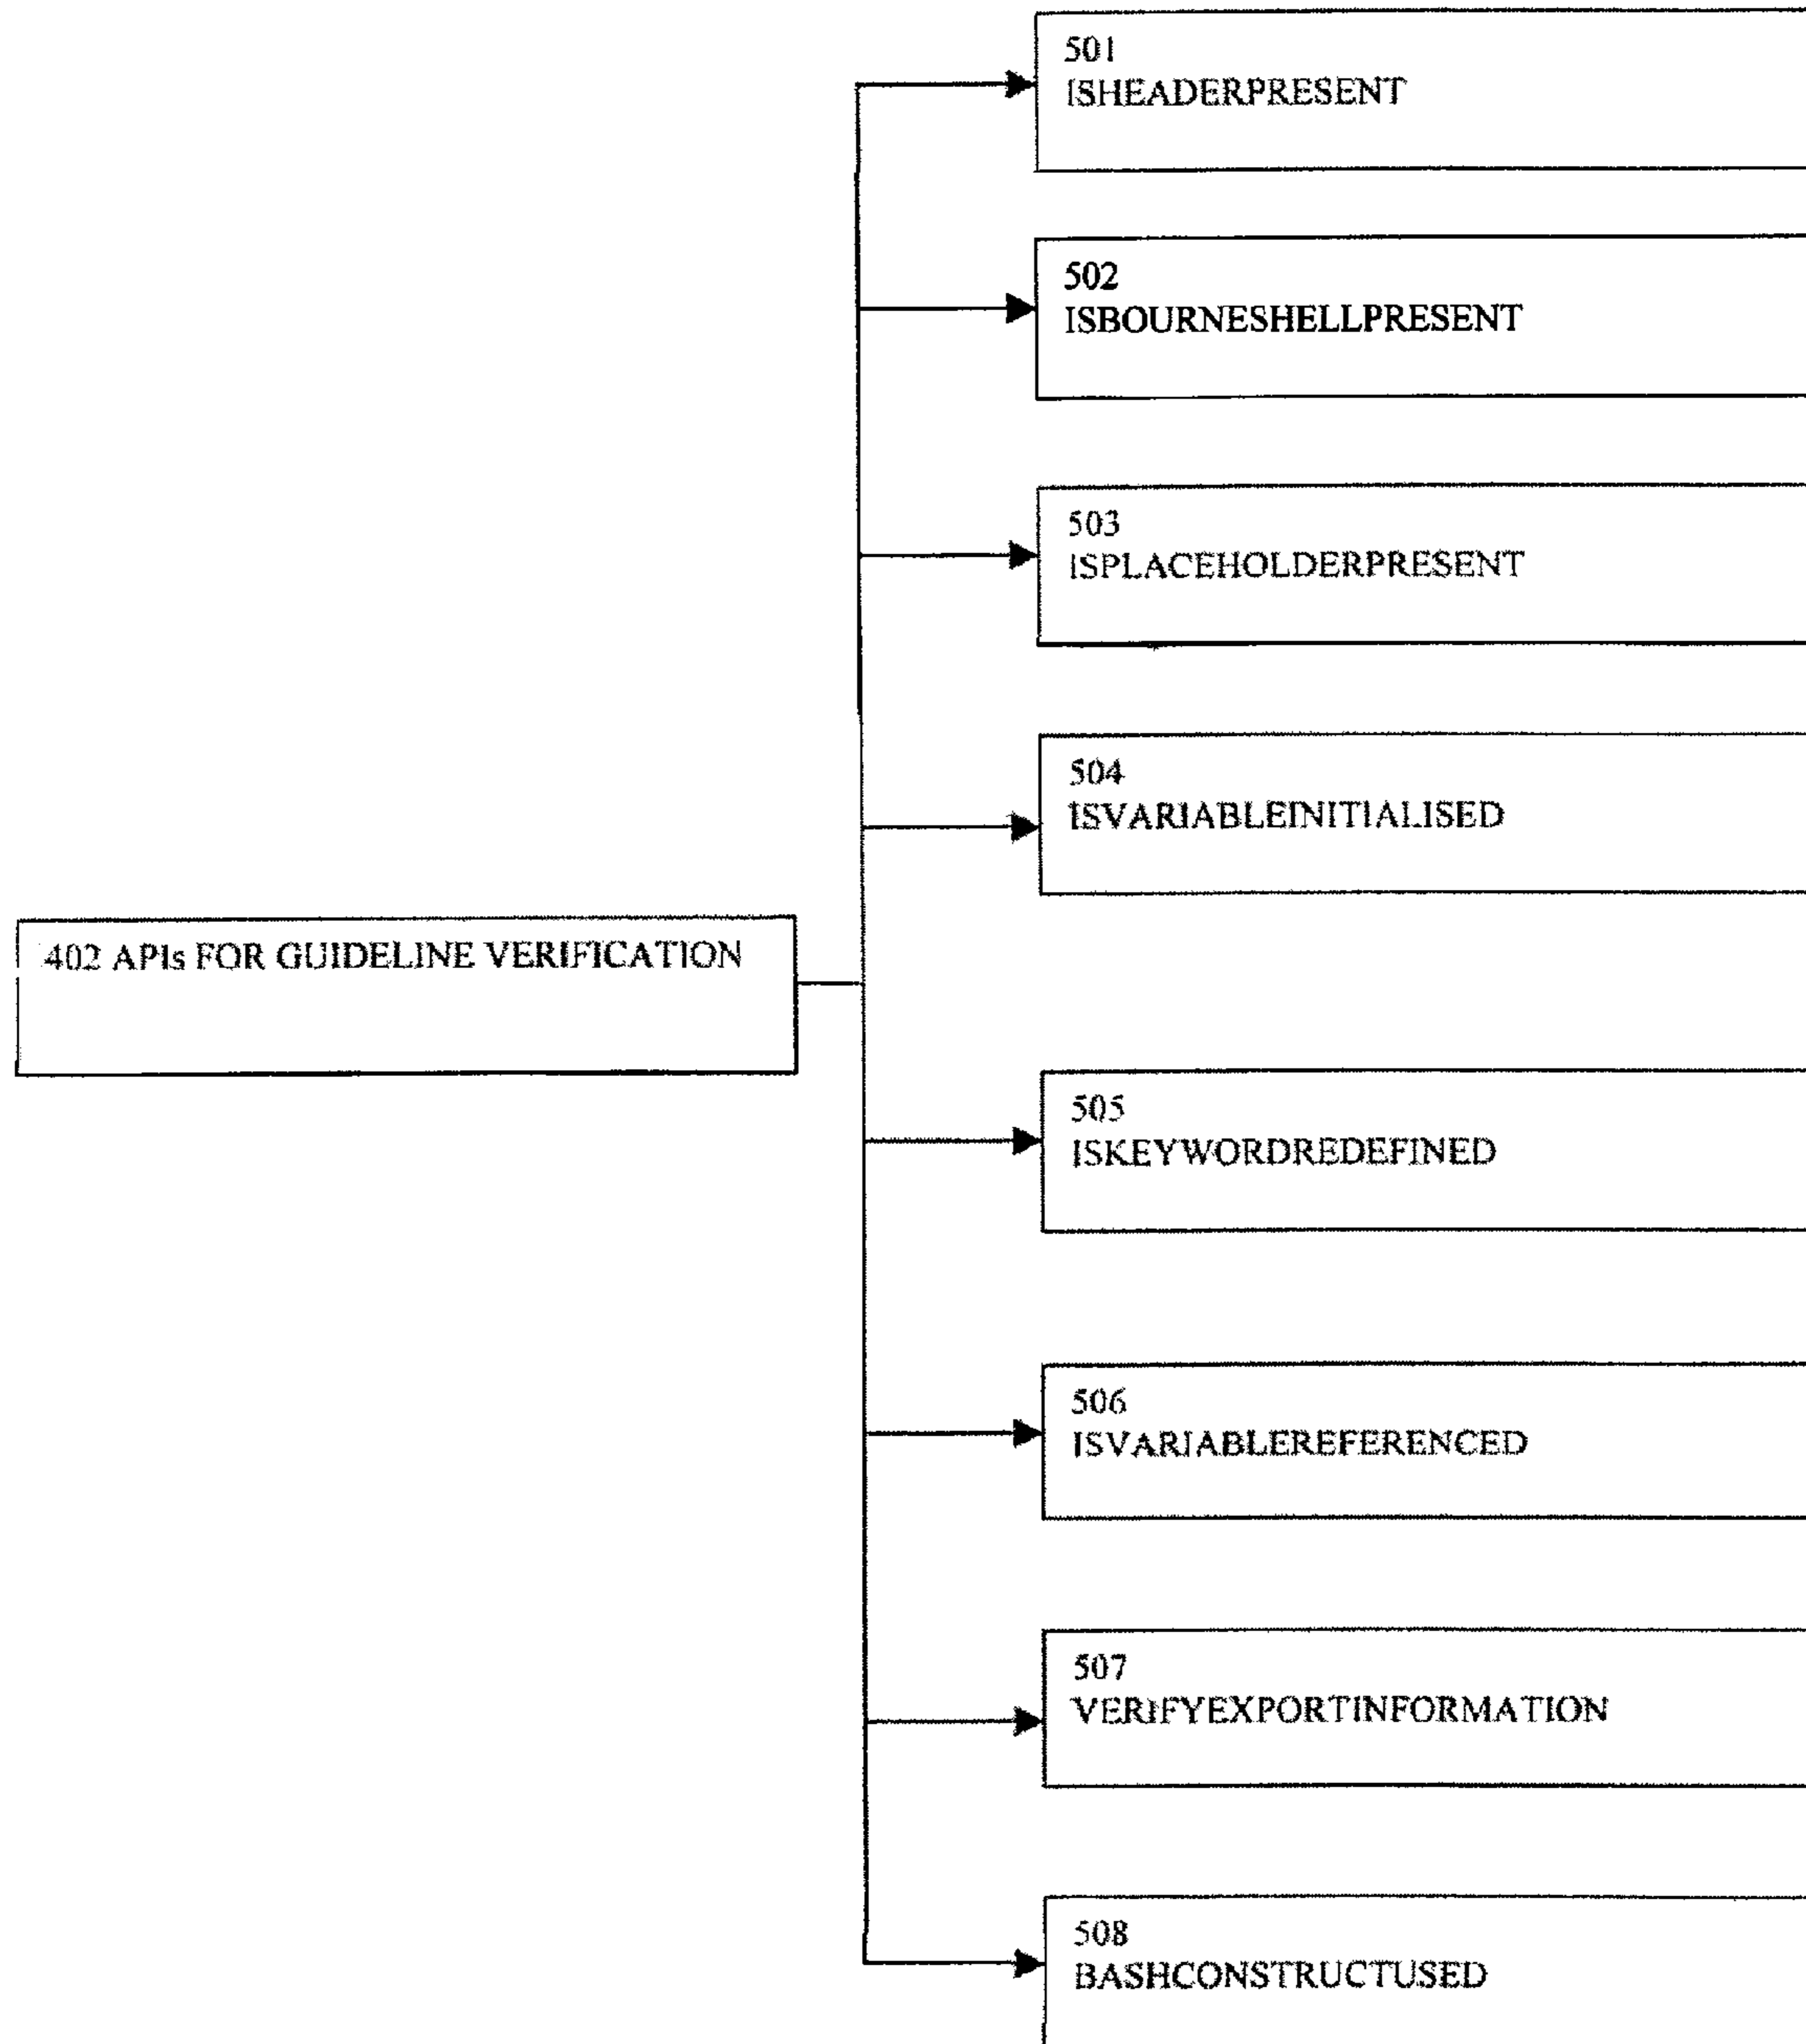 501
ISHEADERPRESENT
502
ISBOURNESHELLPRESENT
503
ISPLACEHOLDERPRESENT
504
ISVARIABLEINITIALISED
402 APIs FOR GUIDELINE VERIFICATION
505
ISKEYWORDREDEFINED
506
ISVARIABLEREFERENCED
507
VERIFYEXPORTINFORMATION
508
BASHCONSTRUCTUSED